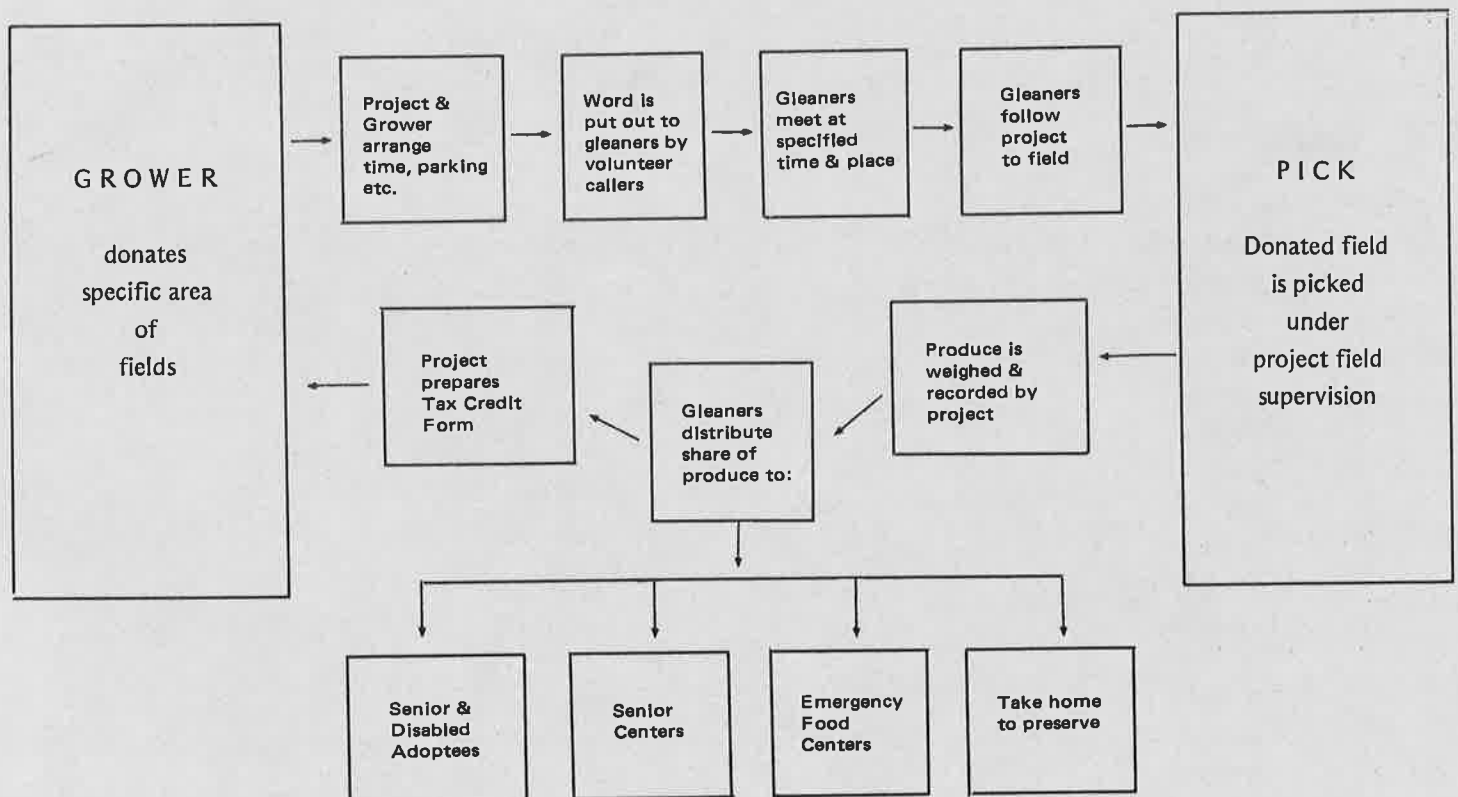 GROWER
donates
specific area
of
fields
Project &
Grower
arrange
time, parking
etc.
Word is
put out to
gleaners by
volunteer
callers
Gleaners
meet at
specified
time & place
Gleaners
follow
project
to field
PICK
Donated field
is picked
under
project field
supervision
Produce is
weighed &
recorded by
project
Gleaners
distribute
share of
produce to:
Project
prepares
Tax Credit
Form
Senior &
Disabled
Adoptees
Senior
Centers
Emergency
Food
Centers
Take home
to preserve